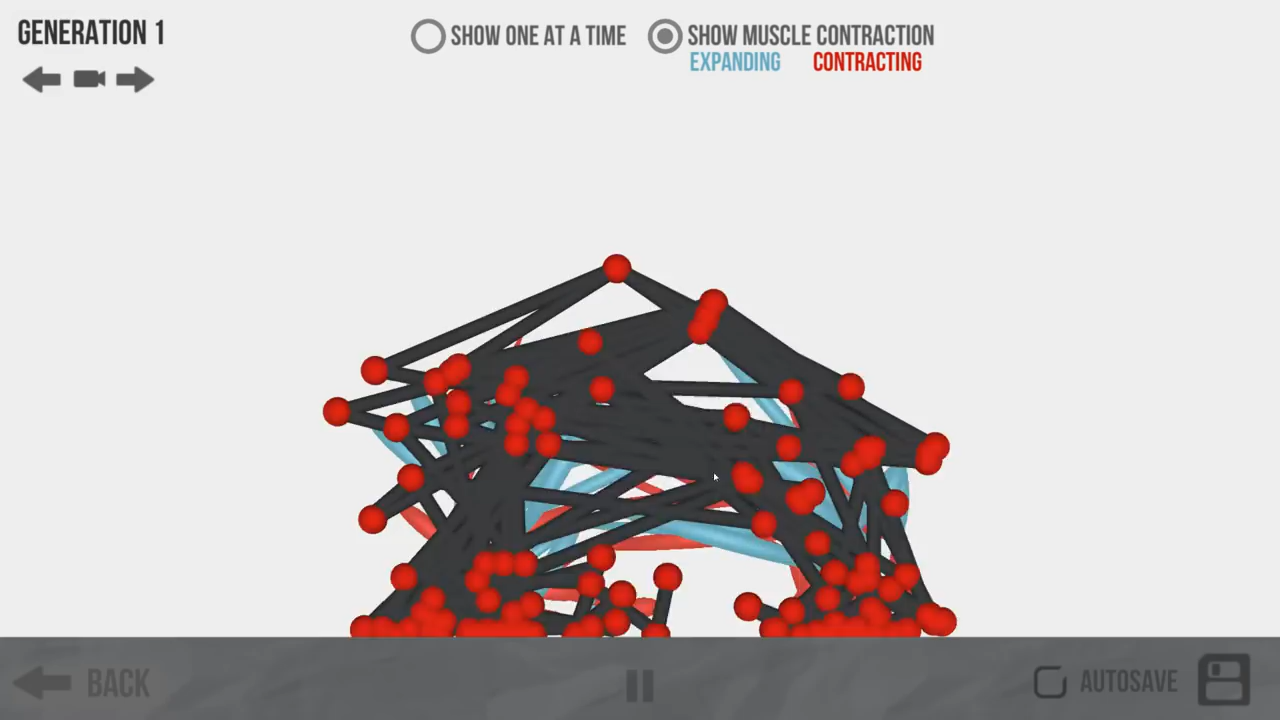 GENERATION 1
SHOW ONE AT A TIME
SHOW MUSCLE CONTRACTION
EXPANDING CONTRACTING
BACK
AUTOSAVE